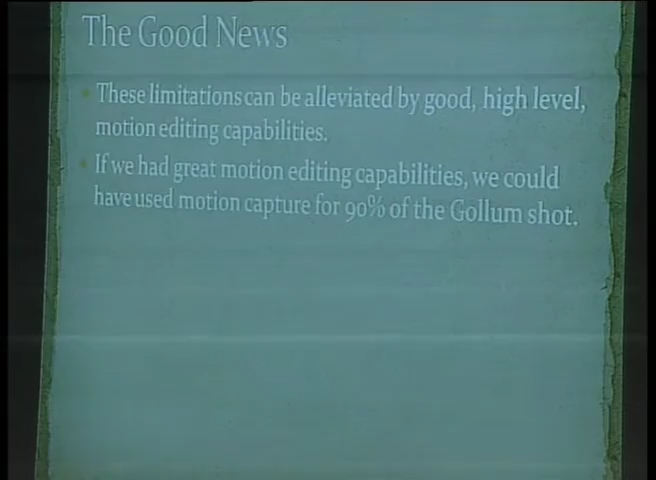 The Good News
These limitations can be alleviated by good, high level,
motion editing capabilities.
If we had great motion editing capabilities, we could
have used motion capture for 90% of the Gollum shot.